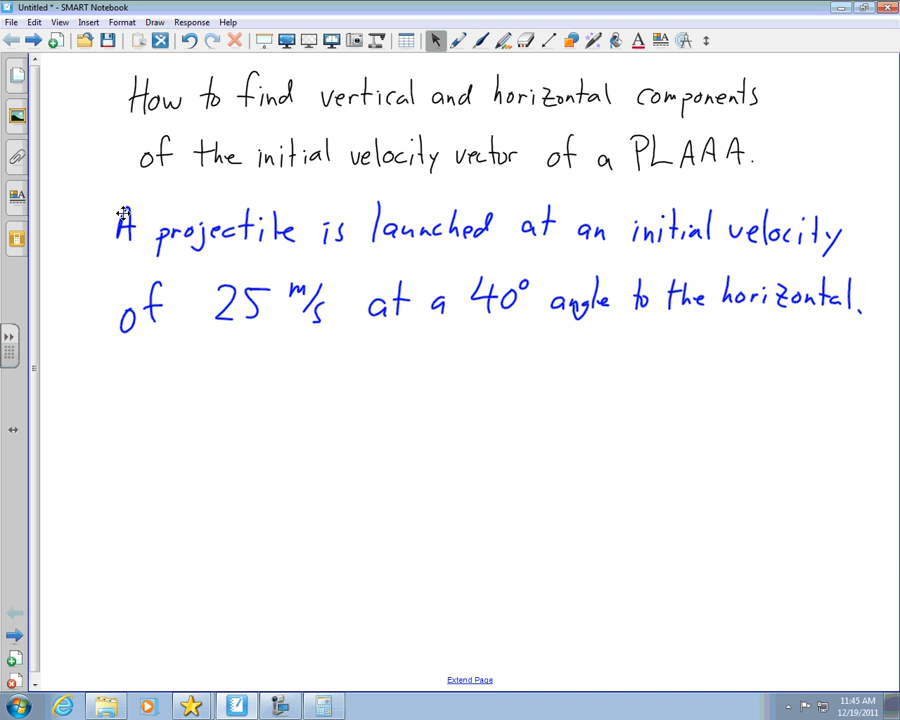 Untitled * - SMART Notebook
File Edit View Insert Format Draw Response Help
How to find vertical and horizontal components
of the initial velocity vector of a PLAAA.
A projectile is launched at an initial velocity
of 25 m/s at a 40° angle to the horizontal.
Extend Page
11:45 AM
12/19/2011